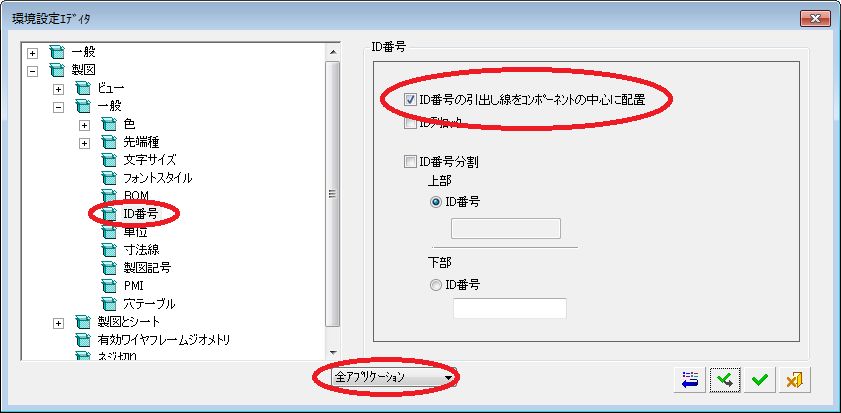 環境設定ｴﾃﾞｨﾀ
一般
製図
ビュー
一般
色
先端種
文字サイズ
フォントスタイル
BOM
ID番号
単位
寸法線
製図記号
PMI
穴テーブル
製図とシート
有効ワイヤフレームジオメトリ
ネジ切り
ID番号
ID番号の引出し線をｺﾝﾎﾟｰﾈﾝﾄの中心に配置
ID番号分割
上部
ID番号
下部
ID番号
全ｱﾌﾟﾘｹｰｼｮﾝ